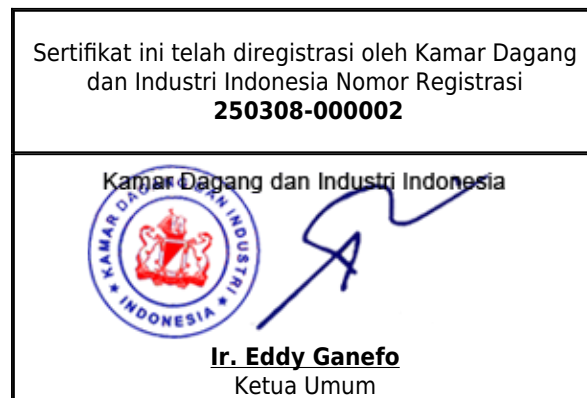 Sertifikat ini telah diregistrasi oleh Kamar Dagang
dan Industri Indonesia Nomor Registrasi
250308-000002
Kamar Dagang dan Industri Indonesia
KAMAR DAGANG DAN INDUSTRI
INDONESIA
Ir. Eddy Ganefo
Ketua Umum